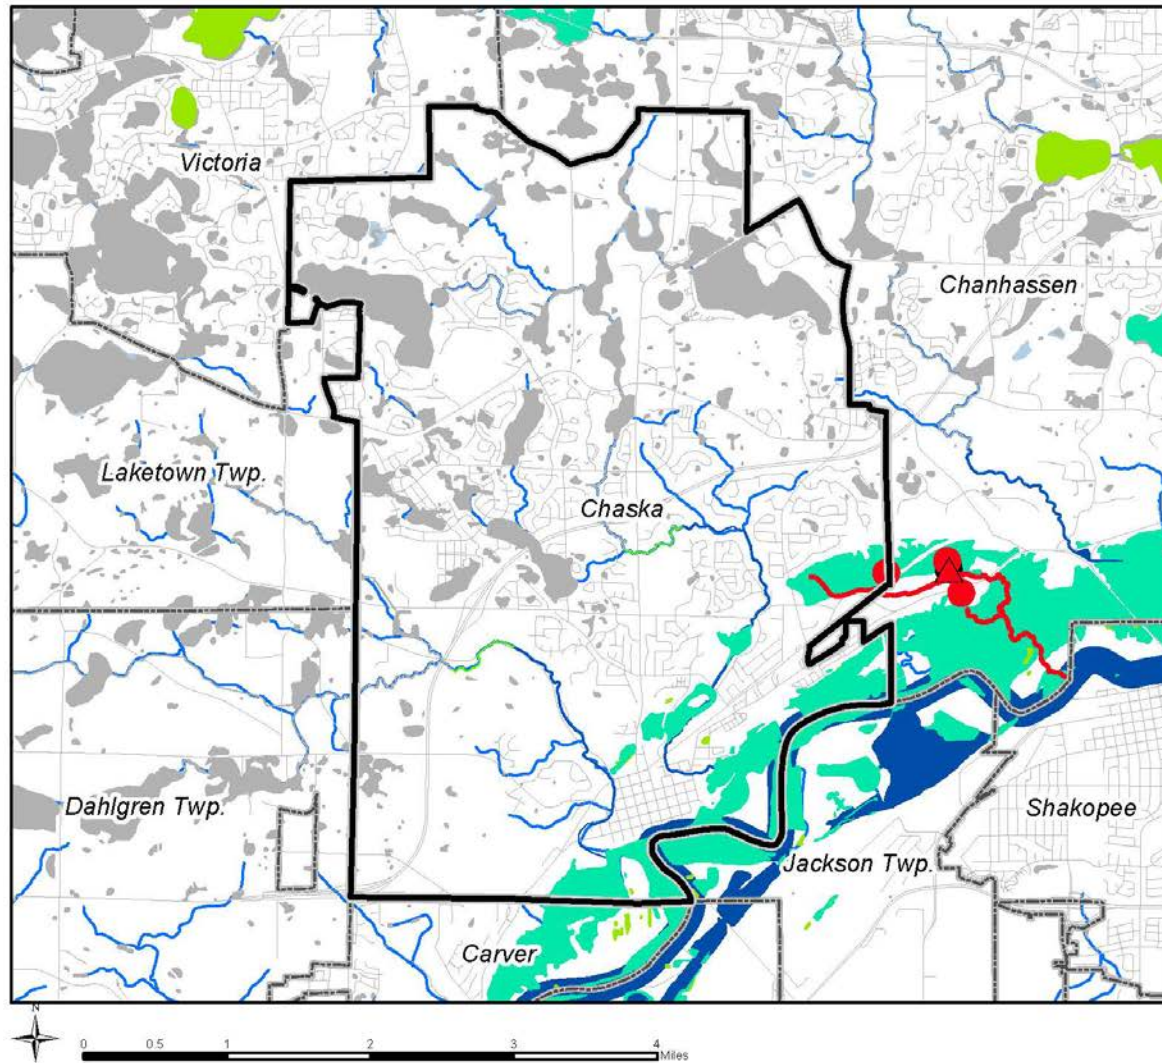 Victoria
Chanhassen
Laketown Twp.
Chaska
Dahlgren Twp.
Shakopee
Jackson Twp.
Carver
N
0 0.5 1 2 3 4
Miles